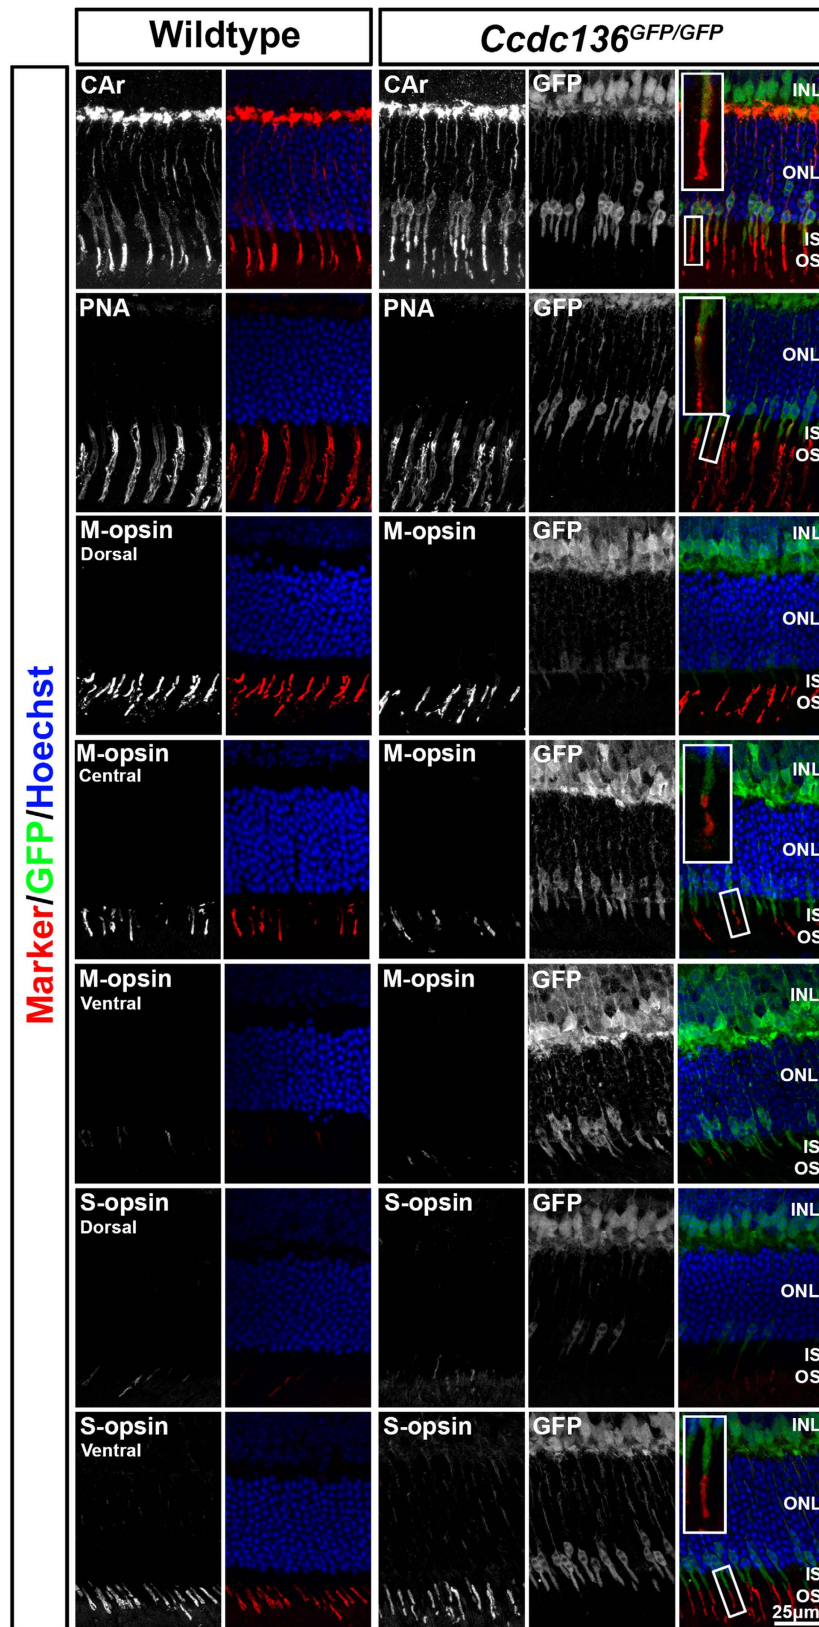 Wildtype
Ccdc136GFP/GFP
Marker/GFP/Hoechst
CAr
CAr
GFP
INL
ONL
IS
OS
PNA
PNA
GFP
ONL
IS
OS
M-opsin
Dorsal
M-opsin
GFP
INL
ONL
IS
OS
M-opsin
Central
M-opsin
GFP
INL
ONL
IS
OS
M-opsin
Ventral
M-opsin
GFP
INL
ONL
IS
OS
S-opsin
Dorsal
S-opsin
GFP
INL
ONL
IS
OS
S-opsin
Ventral
S-opsin
GFP
INL
ONL
IS
OS
25µm